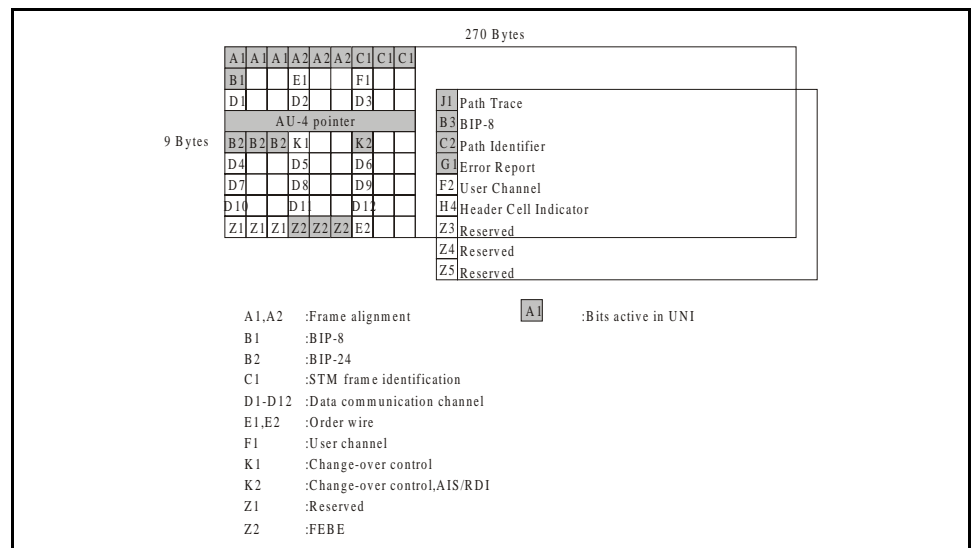 270 Bytes
A1 A1 A1 A2 A2 A2 C1 C1 C1
B1 E1 F1
D1 D2 D3
J1 Path Trace
AU-4 pointer
B3 BIP-8
9 Bytes
B2 B2 B2 K1 K2
C2 Path Identifier
D4 D5 D6
G1 Error Report
D7 D8 D9
F2 User Channel
D10 D11 D12
H4 Header Cell Indicator
Z1 Z1 Z1 Z2 Z2 Z2 E2
Z3 Reserved
Z4 Reserved
Z5 Reserved
A1,A2 :Frame alignment
A1 :Bits active in UNI
B1 :BIP-8
B2 :BIP-24
C1 :STM frame identification
D1-D12 :Data communication channel
E1,E2 :Order wire
F1 :User channel
K1 :Change-over control
K2 :Change-over control,AIS/RDI
Z1 :Reserved
Z2 :FEBE